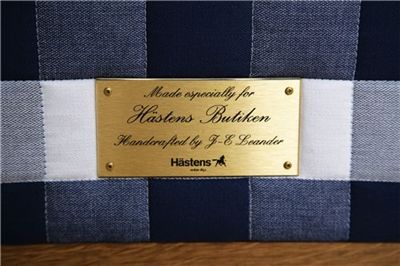 Made especially for
Hästens Butiken
Handcrafted by J-E Leander
Hästens